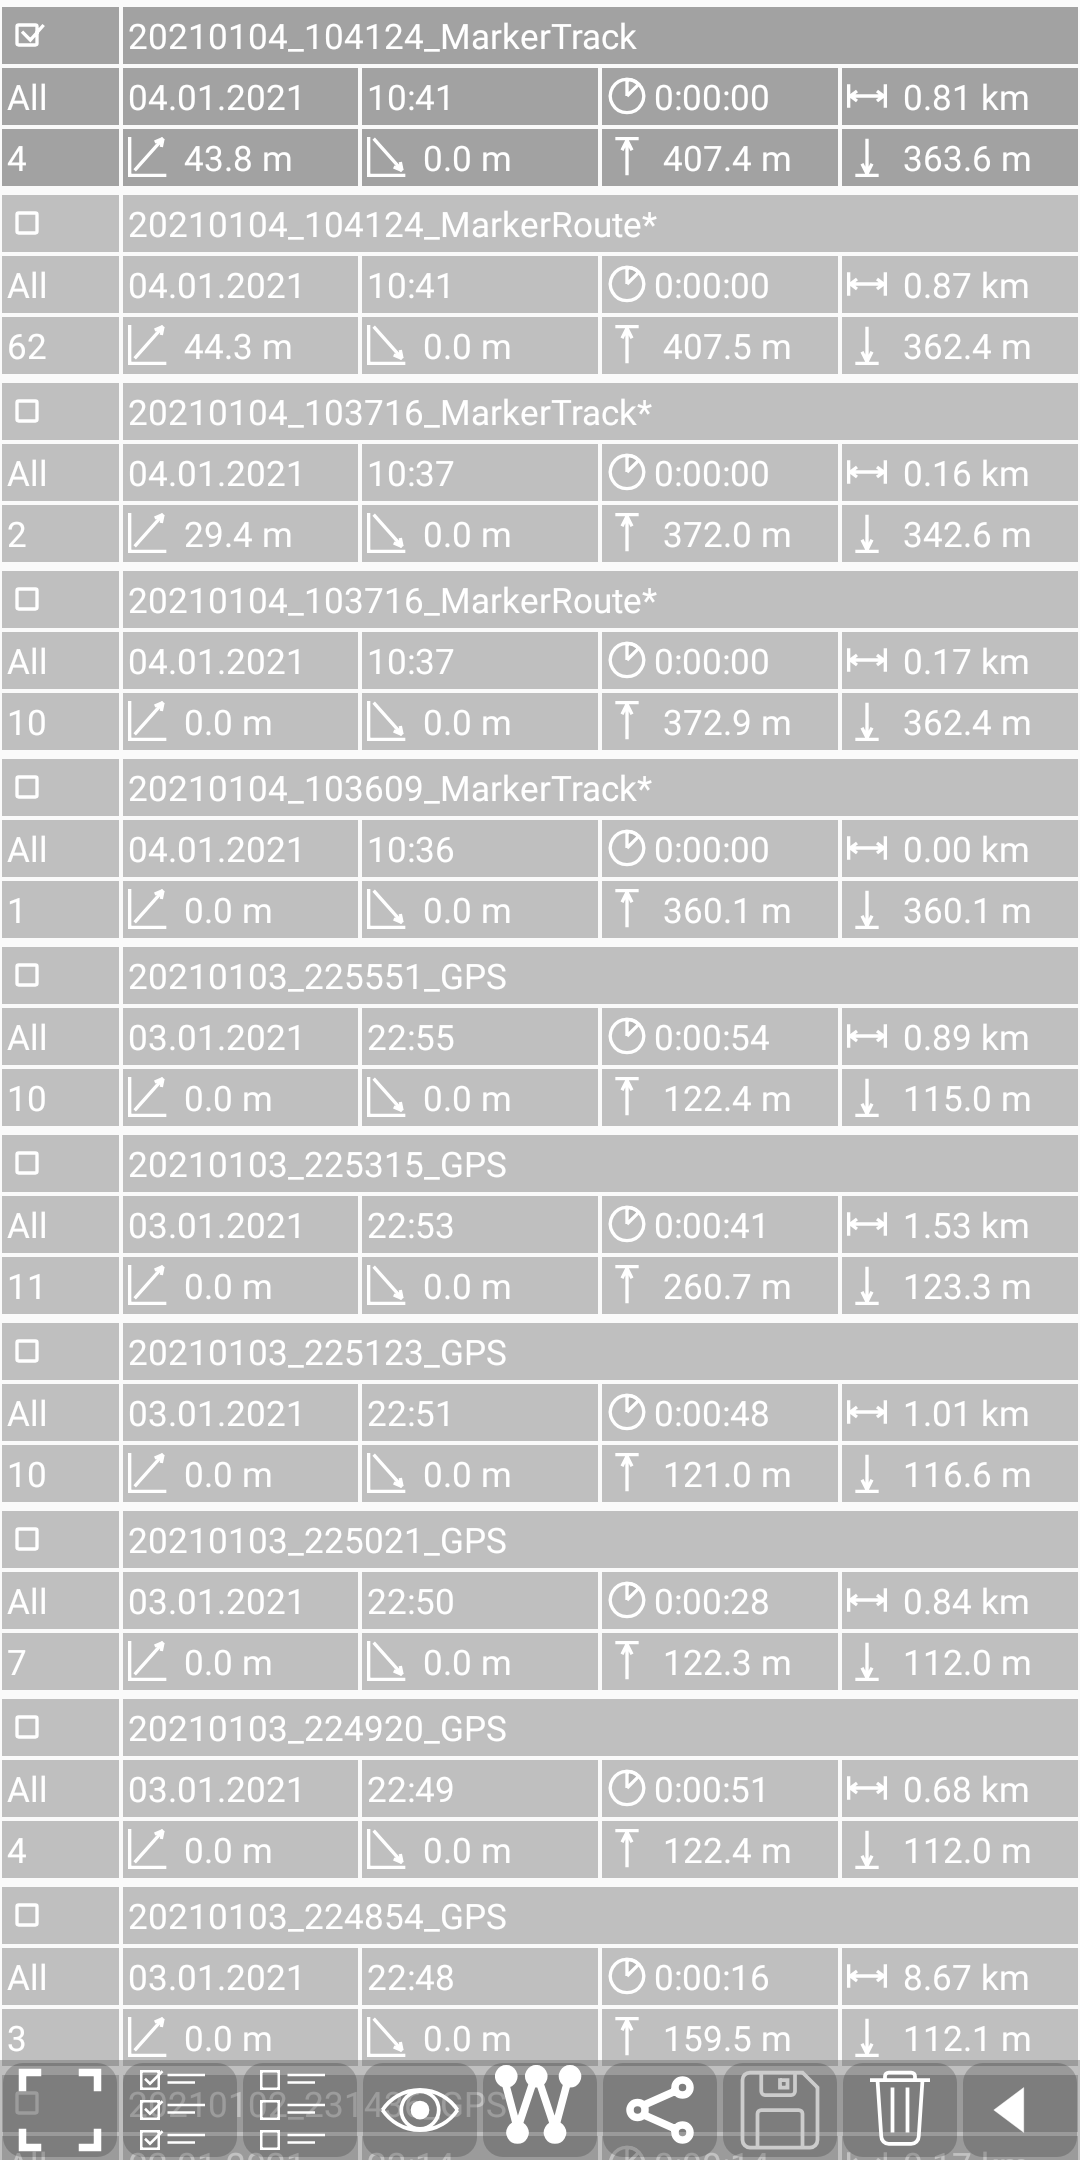 20210104_104124_MarkerTrack
All 04.01.2021 10:41 0:00:00 0.81 km
4 43.8 m 0.0 m 407.4 m 363.6 m
20210104_104124_MarkerRoute*
All 04.01.2021 10:41 0:00:00 0.87 km
62 44.3 m 0.0 m 407.5 m 362.4 m
20210104_103716_MarkerTrack*
All 04.01.2021 10:37 0:00:00 0.16 km
2 29.4 m 0.0 m 372.0 m 342.6 m
20210104_103716_MarkerRoute*
All 04.01.2021 10:37 0:00:00 0.17 km
10 0.0 m 0.0 m 372.9 m 362.4 m
20210104_103609_MarkerTrack*
All 04.01.2021 10:36 0:00:00 0.00 km
1 0.0 m 0.0 m 360.1 m 360.1 m
20210103_225551_GPS
All 03.01.2021 22:55 0:00:54 0.89 km
10 0.0 m 0.0 m 122.4 m 115.0 m
20210103_225315_GPS
All 03.01.2021 22:53 0:00:41 1.53 km
11 0.0 m 0.0 m 260.7 m 123.3 m
20210103_225123_GPS
All 03.01.2021 22:51 0:00:48 1.01 km
10 0.0 m 0.0 m 121.0 m 116.6 m
20210103_225021_GPS
All 03.01.2021 22:50 0:00:28 0.84 km
7 0.0 m 0.0 m 122.3 m 112.0 m
20210103_224920_GPS
All 03.01.2021 22:49 0:00:51 0.68 km
4 0.0 m 0.0 m 122.4 m 112.0 m
20210103_224854_GPS
All 03.01.2021 22:48 0:00:16 8.67 km
3 0.0 m 0.0 m 159.5 m 112.1 m